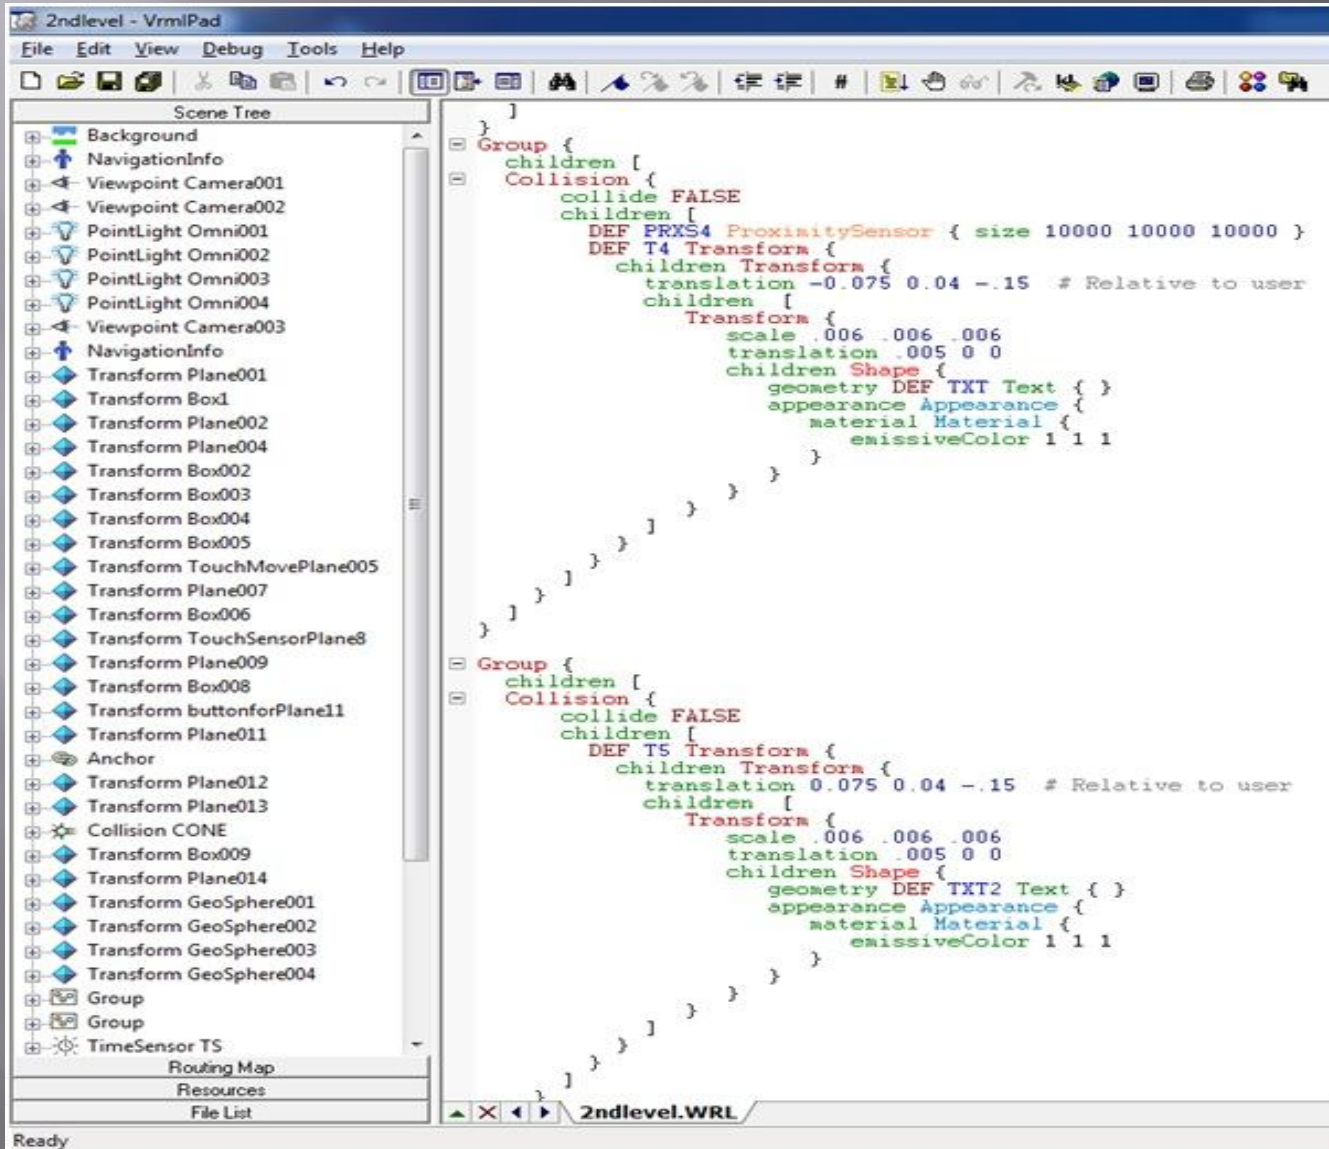 2ndlevel - VrmlPad
File Edit View Debug Tools Help
Scene Tree
Background
NavigationInfo
Viewpoint Camera001
Viewpoint Camera002
PointLight Omni001
PointLight Omni002
PointLight Omni003
PointLight Omni004
Viewpoint Camera003
NavigationInfo
Transform Plane001
Transform Box1
Transform Plane002
Transform Plane004
Transform Box002
Transform Box003
Transform Box004
Transform Box005
Transform TouchMovePlane005
Transform Plane007
Transform Box006
Transform TouchSensorPlane8
Transform Plane009
Transform Box008
Transform buttonforPlane11
Transform Plane011
Anchor
Transform Plane012
Transform Plane013
Collision CONE
Transform Box009
Transform Plane014
Transform GeoSphere001
Transform GeoSphere002
Transform GeoSphere003
Transform GeoSphere004
Group
Group
TimeSensor TS
Routing Map
Resources
File List
]
}
Group {
children [
Collision {
collide FALSE
children [
DEF PRXS4 ProximitySensor { size 10000 10000 10000 }
DEF T4 Transform {
children Transform {
translation -0.075 0.04 -.15 # Relative to user
children [
Transform {
scale .006 .006 .006
translation .005 0 0
children Shape {
geometry DEF TXT Text { }
appearance Appearance {
material Material {
emissiveColor 1 1 1
}
}
}
}
]
}
}
]
}
]
}
Group {
children [
Collision {
collide FALSE
children [
DEF T5 Transform {
children Transform {
translation 0.075 0.04 -.15 # Relative to user
children [
Transform {
scale .006 .006 .006
translation .005 0 0
children Shape {
geometry DEF TXT2 Text { }
appearance Appearance {
material Material {
emissiveColor 1 1 1
}
}
}
}
]
}
}
]
}
2ndlevel.WRL
Ready